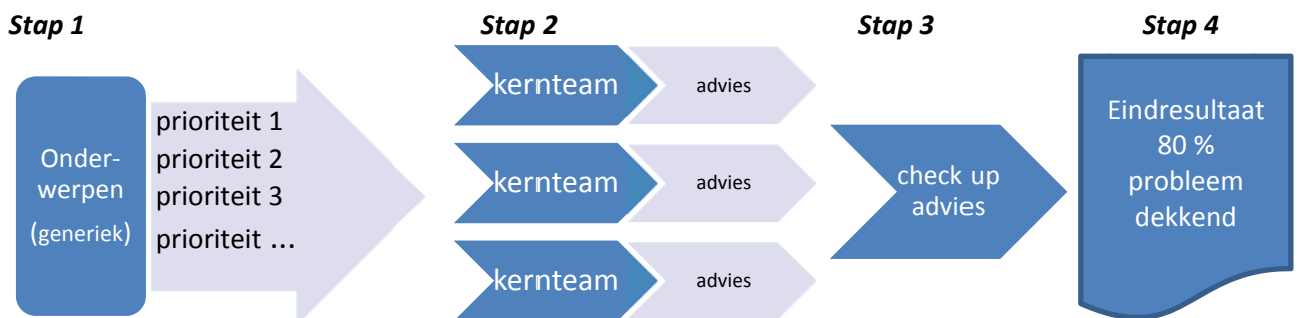 Stap 1
Stap 2
Stap 3
Stap 4
Onder-
werpen
(generiek)
prioriteit 1
prioriteit 2
prioriteit 3
prioriteit ...
kernteam
advies
kernteam
advies
kernteam
advies
check up
advies
Eindresultaat
80 %
probleem
dekkend